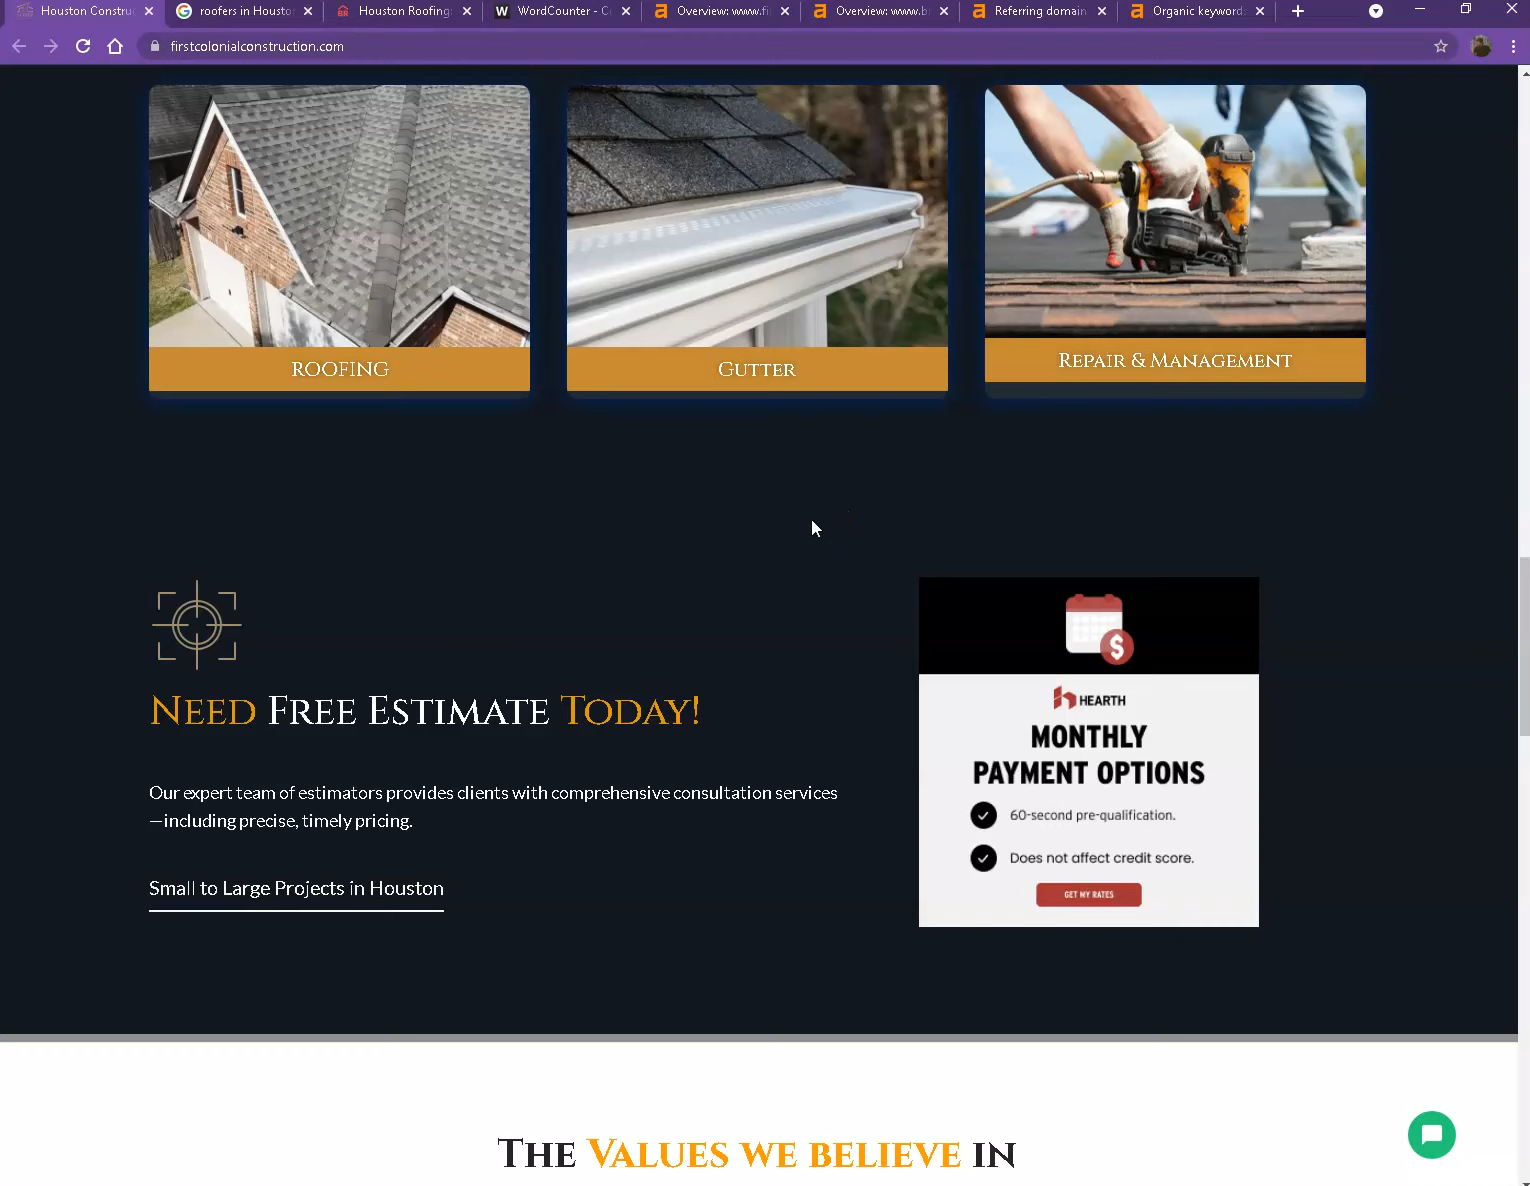 Houston Constru
roofers in Housto
Houston Roofing
WordCounter - C
Overview: www.fi
Overview: www.b
Referring domain
Organic keyword
firstcolonialconstruction.com
ROOFING
Gutter
Repair & Management
Need Free Estimate Today!
Our expert team of estimators provides clients with comprehensive consultation services
—including precise, timely pricing.
Small to Large Projects in Houston
HEARTH
MONTHLY
PAYMENT OPTIONS
60-second pre-qualification.
Does not affect credit score.
GET MY RATES
The Values we believe in